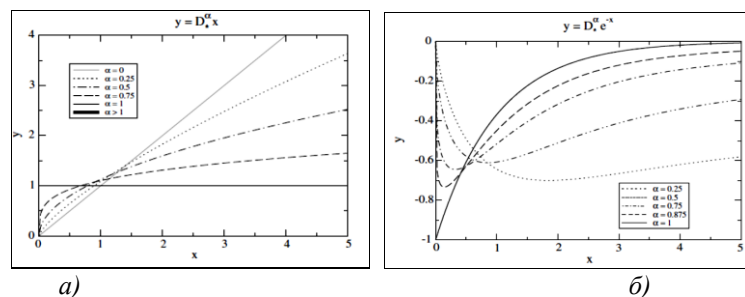 y = D_*^α x
4
3
2
1
0
y
α = 0
α = 0.25
α = 0.5
α = 0.75
α = 1
α > 1
0 1 2 3 4 5
x
а)
y = D_*^α e^-x
0
-0.2
-0.4
-0.6
-0.8
-1
y
α = 0.25
α = 0.5
α = 0.75
α = 0.875
α = 1
0 1 2 3 4 5
x
б)